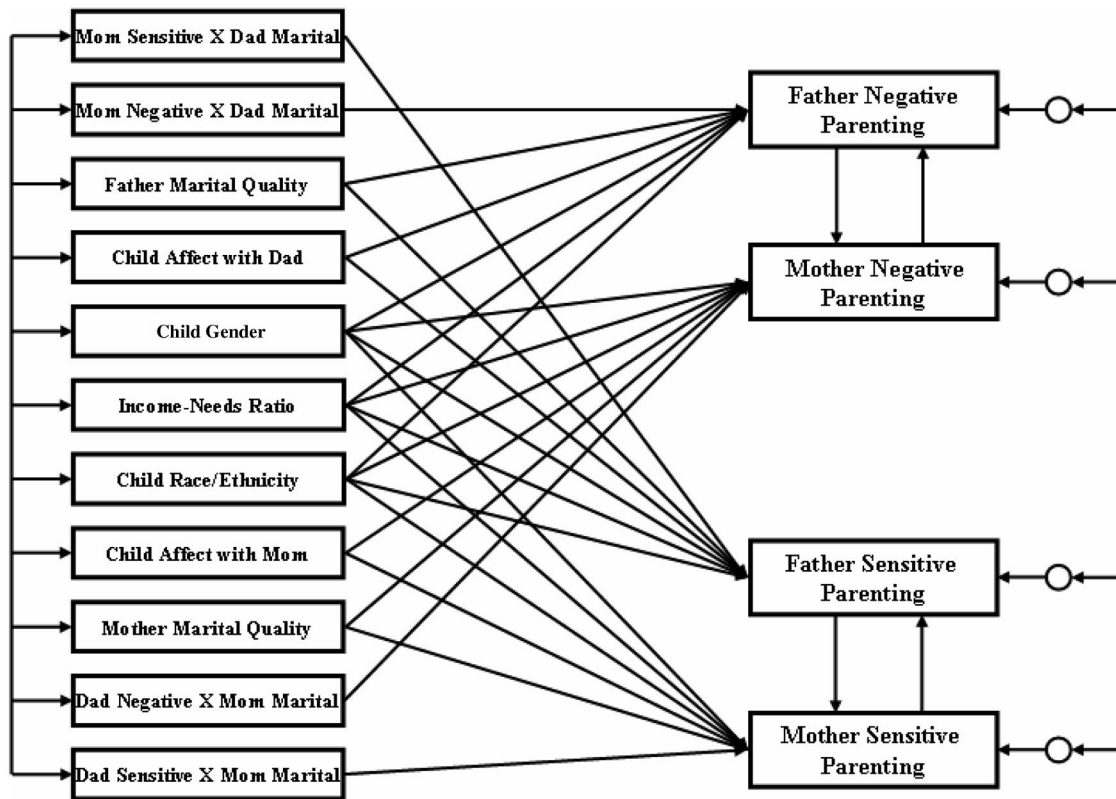 Mom Sensitive X Dad Marital
Mom Negative X Dad Marital
Father Marital Quality
Child Affect with Dad
Child Gender
Income-Needs Ratio
Child Race/Ethnicity
Child Affect with Mom
Mother Marital Quality
Dad Negative X Mom Marital
Dad Sensitive X Mom Marital
Father Negative
Parenting
Mother Negative
Parenting
Father Sensitive
Parenting
Mother Sensitive
Parenting